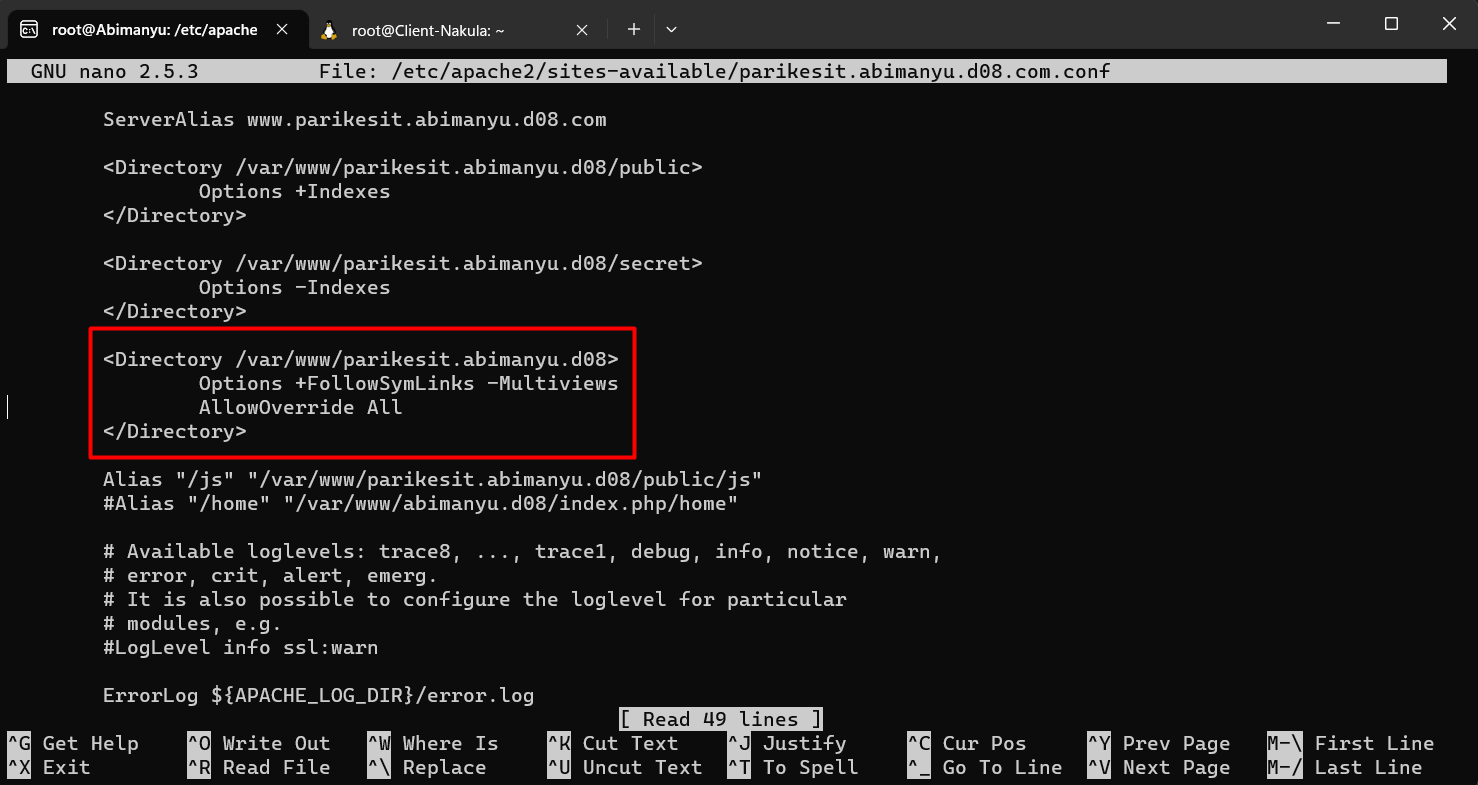 root@Abimanyu: /etc/apache
root@Client-Nakula: ~
GNU nano 2.5.3 File: /etc/apache2/sites-available/parikesit.abimanyu.d08.com.conf
ServerAlias www.parikesit.abimanyu.d08.com
<Directory /var/www/parikesit.abimanyu.d08/public>
Options +Indexes
</Directory>
<Directory /var/www/parikesit.abimanyu.d08/secret>
Options -Indexes
</Directory>
<Directory /var/www/parikesit.abimanyu.d08>
Options +FollowSymLinks -Multiviews
AllowOverride All
</Directory>
Alias "/js" "/var/www/parikesit.abimanyu.d08/public/js"
#Alias "/home" "/var/www/abimanyu.d08/index.php/home"
# Available loglevels: trace8, ..., trace1, debug, info, notice, warn,
# error, crit, alert, emerg.
# It is also possible to configure the loglevel for particular
# modules, e.g.
#LogLevel info ssl:warn
ErrorLog ${APACHE_LOG_DIR}/error.log
[ Read 49 lines ]
^G Get Help ^O Write Out ^W Where Is ^K Cut Text ^J Justify ^C Cur Pos ^Y Prev Page M-\ First Line
^X Exit ^R Read File ^\ Replace ^U Uncut Text ^T To Spell ^_ Go To Line ^V Next Page M-/ Last Line